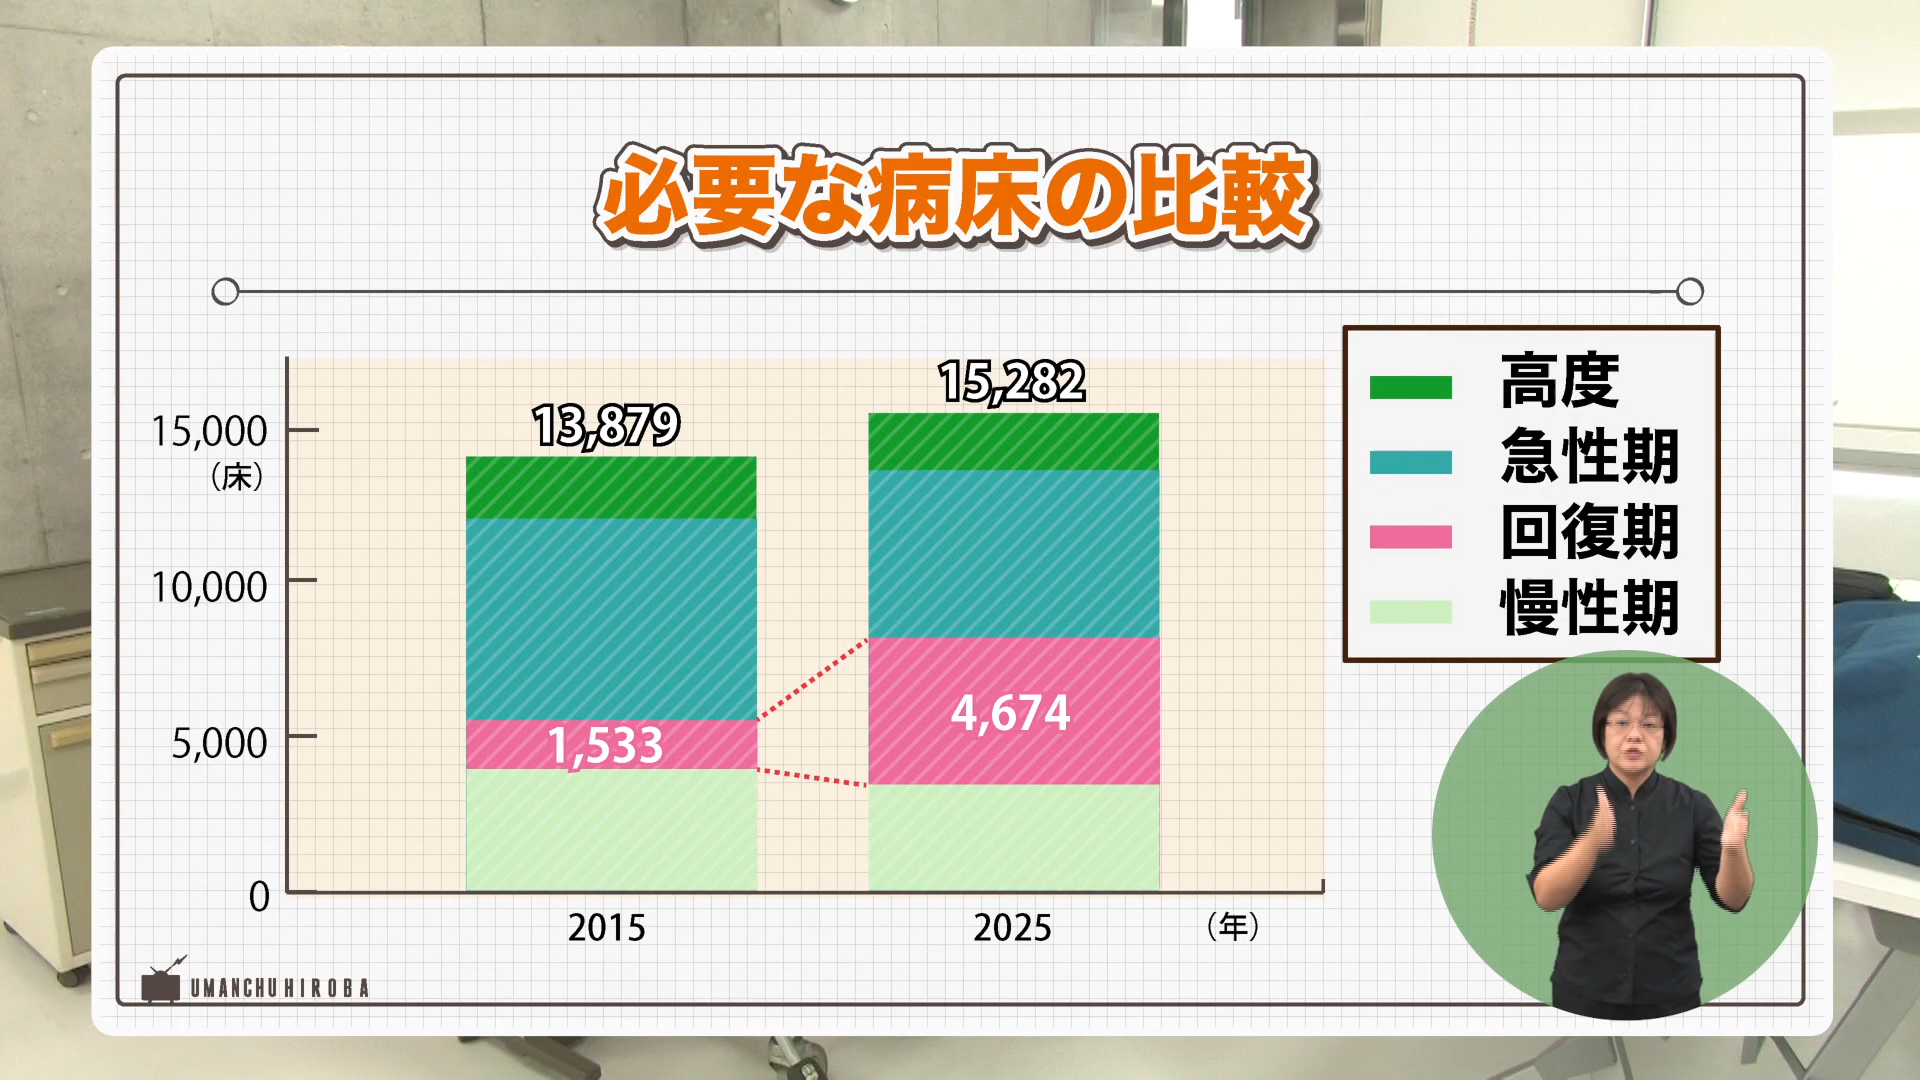 必要な病床の比較
15,000
（床）
10,000
5,000
0
13,879
1,533
15,282
4,674
2015
2025
（年）
高度
急性期
回復期
慢性期
UMANCHU HIROBA